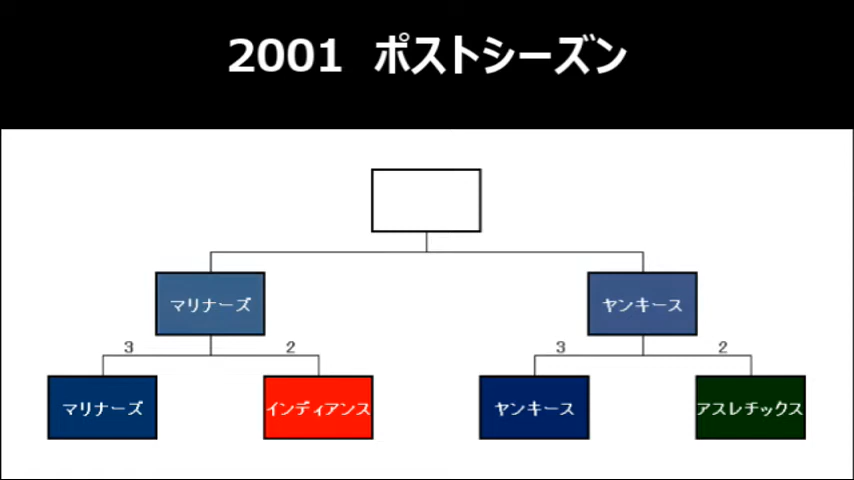 2001 ポストシーズン
マリナーズ
ヤンキース
3
2
3
2
マリナーズ
インディアンス
ヤンキース
アスレチックス